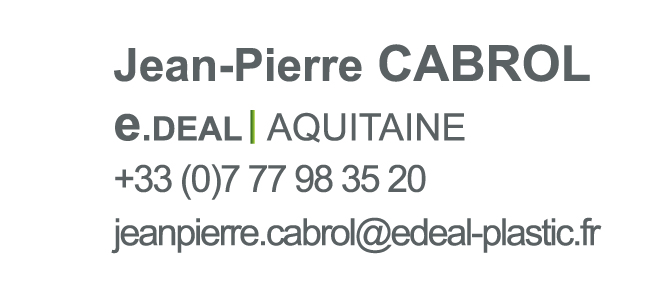 Jean-Pierre CABROL
e.DEAL | AQUITAINE
+33 (0)7 77 98 35 20
jeanpierre.cabrol@edeal-plastic.fr